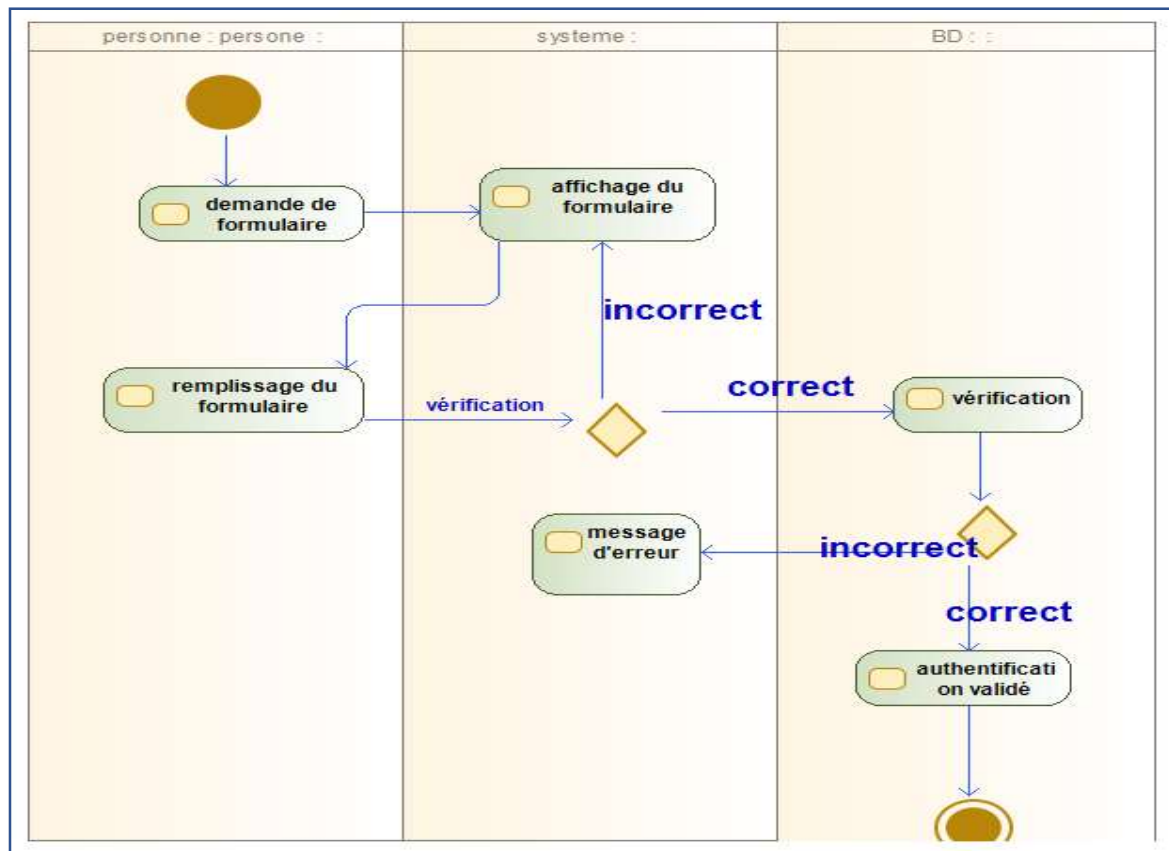 personne : persone :
systeme :
BD : :
demande de
formulaire
affichage du
formulaire
incorrect
remplissage du
formulaire
vérification
correct
vérification
message
d'erreur
incorrect
correct
authentificati
on validé